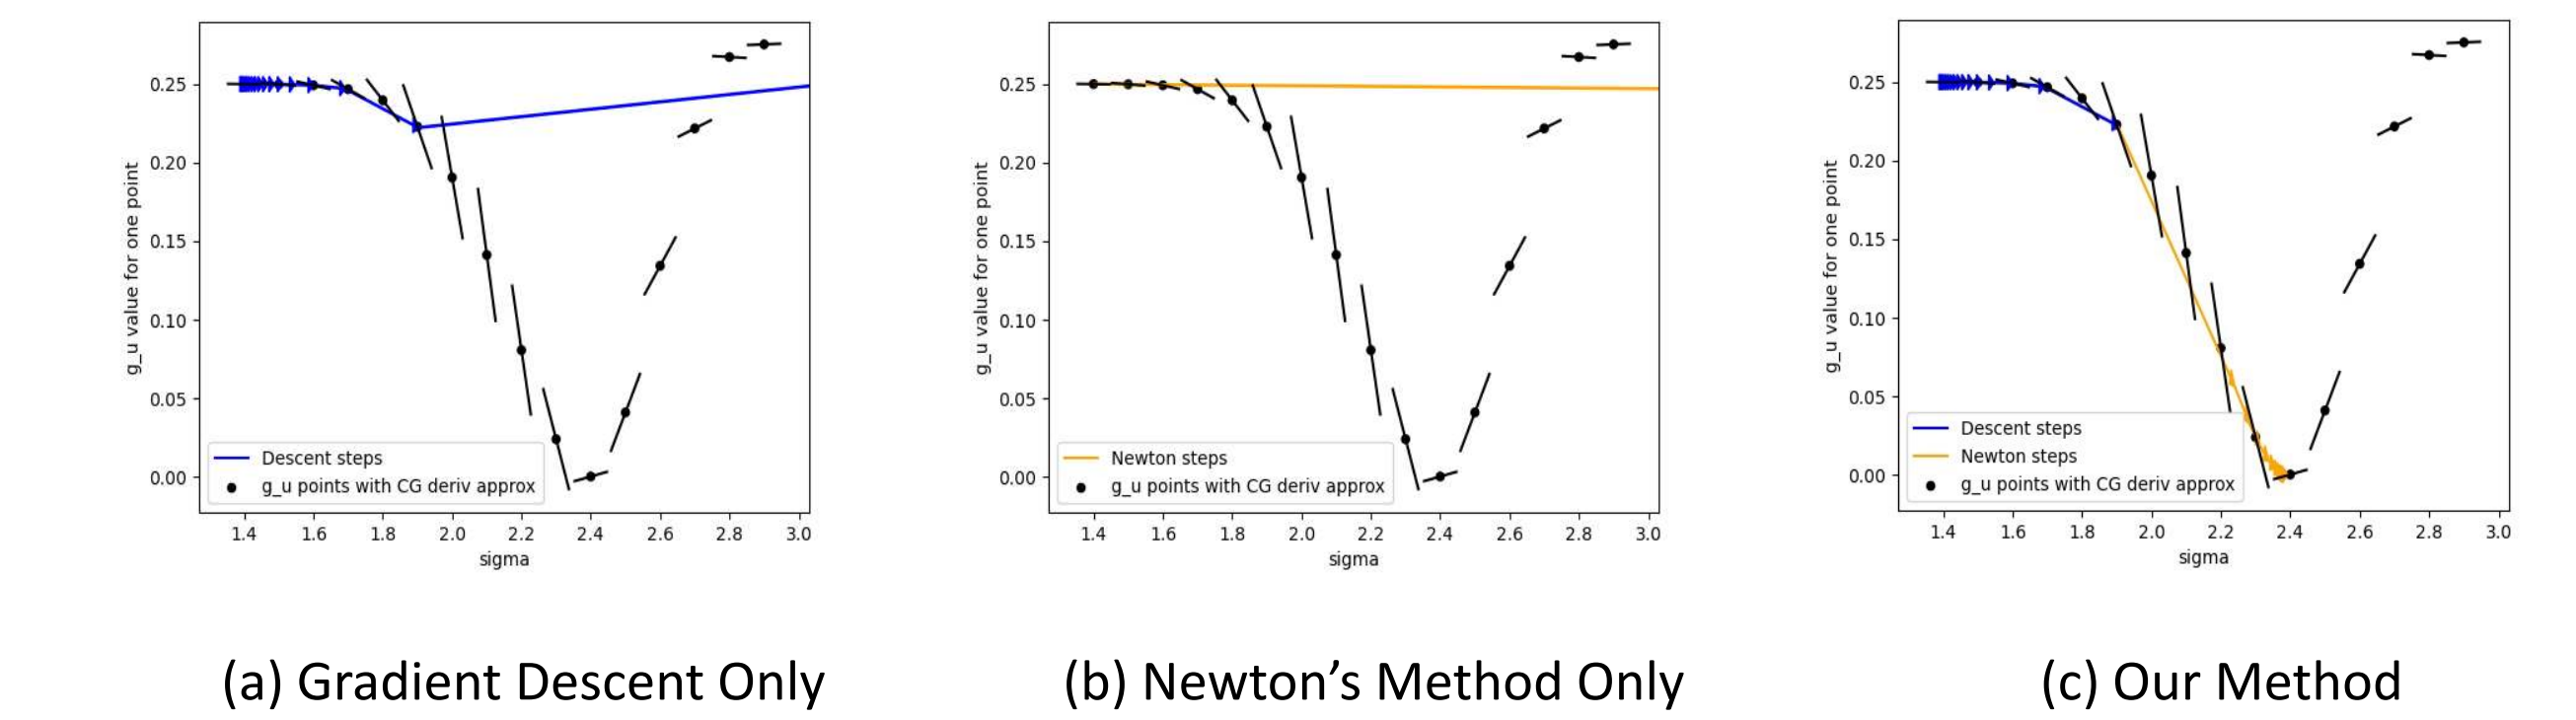 g_u value for one point
0.25
0.20
0.15
0.10
0.05
0.00
Descent steps
g_u points with CG deriv approx
1.4 1.6 1.8 2.0 2.2 2.4 2.6 2.8 3.0
sigma
(a) Gradient Descent Only
g_u value for one point
0.25
0.20
0.15
0.10
0.05
0.00
Newton steps
g_u points with CG deriv approx
1.4 1.6 1.8 2.0 2.2 2.4 2.6 2.8 3.0
sigma
(b) Newton’s Method Only
g_u value for one point
0.25
0.20
0.15
0.10
0.05
0.00
Descent steps
Newton steps
g_u points with CG deriv approx
1.4 1.6 1.8 2.0 2.2 2.4 2.6 2.8 3.0
sigma
(c) Our Method